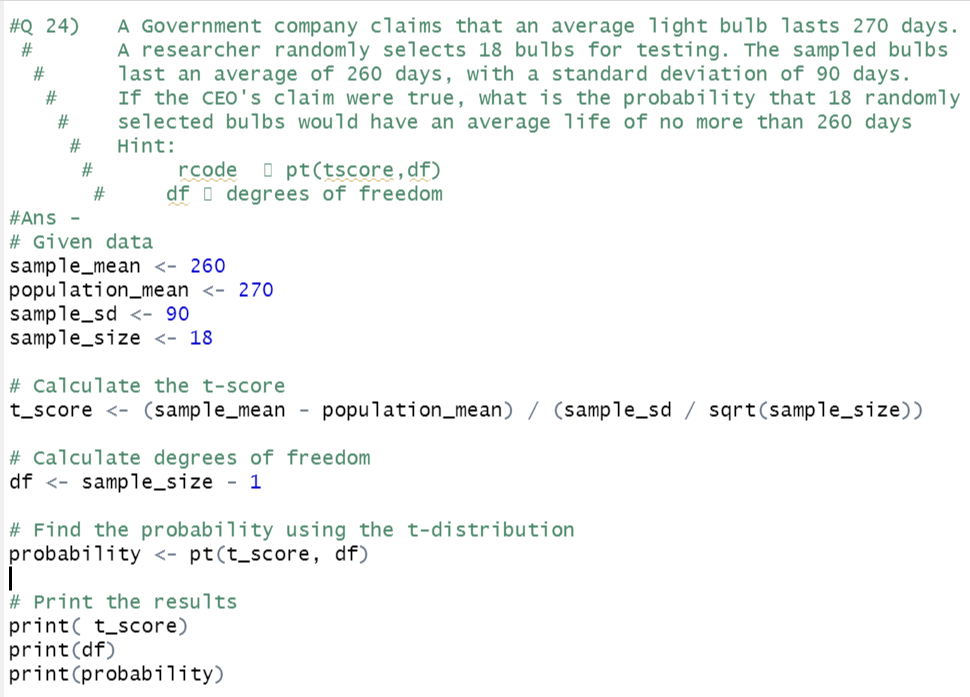 #Q 24)   A Government company claims that an average light bulb lasts 270 days.
#       A researcher randomly selects 18 bulbs for testing. The sampled bulbs
#      last an average of 260 days, with a standard deviation of 90 days.
#     If the CEO's claim were true, what is the probability that 18 randomly
#    selected bulbs would have an average life of no more than 260 days
#   Hint:
#       rcode  ▯ pt(tscore,df)
#     df ▯ degrees of freedom
#Ans -
# Given data
sample_mean <- 260
population_mean <- 270
sample_sd <- 90
sample_size <- 18
# Calculate the t-score
t_score <- (sample_mean - population_mean) / (sample_sd / sqrt(sample_size))
# Calculate degrees of freedom
df <- sample_size - 1
# Find the probability using the t-distribution
probability <- pt(t_score, df)
# Print the results
print( t_score)
print(df)
print(probability)